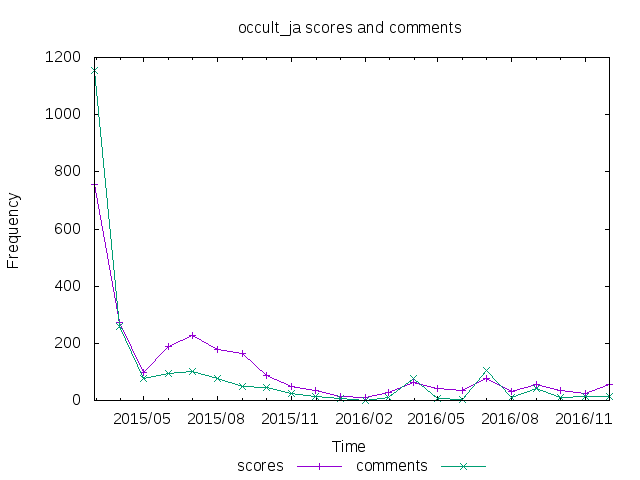 occult_ja scores and comments
1200
1000
800
600
400
200
0
Frequency
2015/05 2015/08 2015/11 2016/02 2016/05 2016/08 2016/11
Time
scores comments